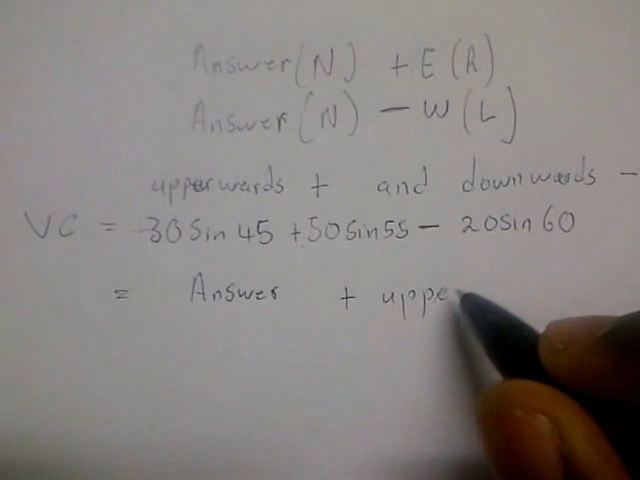 Answer (N) + E (R)
Answer (N) - W (L)
upperwards + and downwards -
VC = -30 Sin 45 + 50 Sin 55 - 20 Sin 60
= Answer + uppe